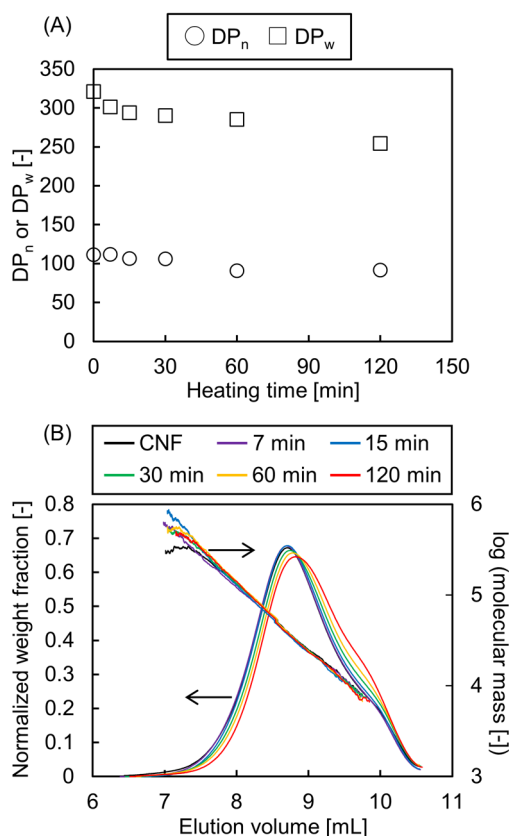 (A)
DPn DPw
350
300
250
200
150
100
50
0
DPn or DPw [-]
0 30 60 90 120 150
Heating time [min]
(B)
CNF 7 min 15 min
30 min 60 min 120 min
0.8
0.7
0.6
0.5
0.4
0.3
0.2
0.1
0
Normalized weight fraction [-]
6
5
4
3
log (molecular mass [-])
6 7 8 9 10 11
Elution volume [mL]